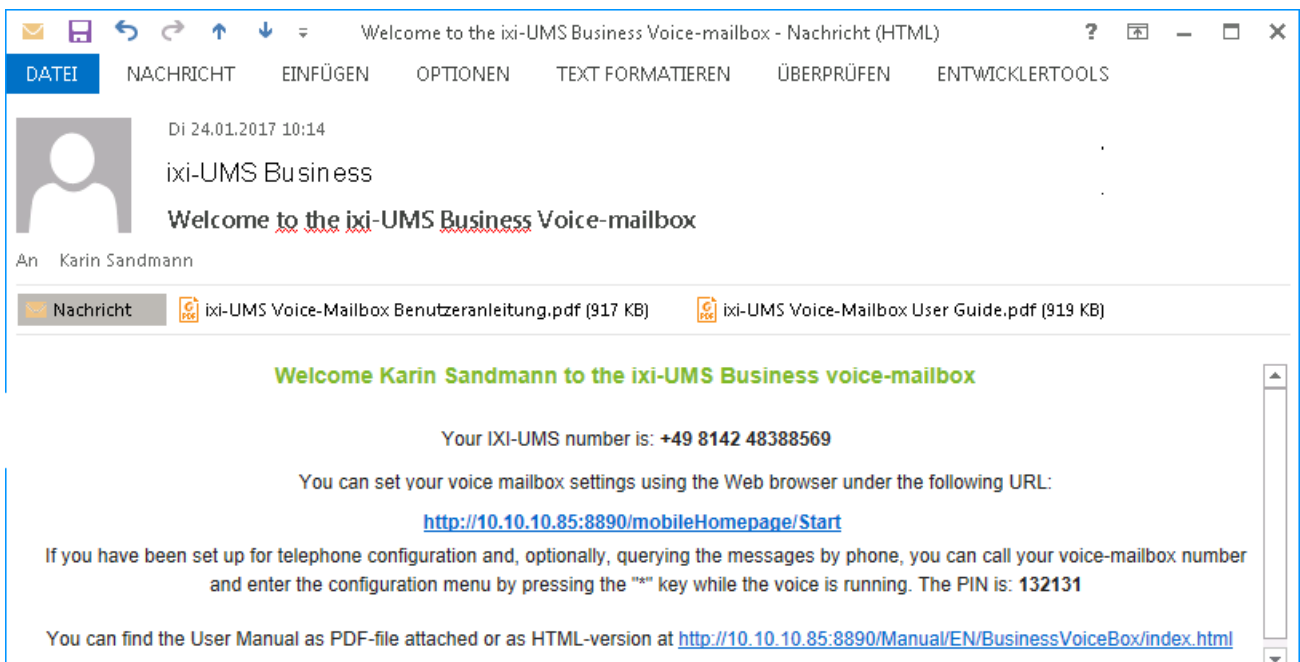 Welcome to the ixi-UMS Business Voice-mailbox - Nachricht (HTML) ?
DATEI NACHRICHT EINFÜGEN OPTIONEN TEXT FORMATIEREN ÜBERPRÜFEN ENTWICKLERTOOLS
Di 24.01.2017 10:14
ixi-UMS Business
Welcome to the ixi-UMS Business Voice-mailbox
An Karin Sandmann
Nachricht ixi-UMS Voice-Mailbox Benutzeranleitung.pdf (917 KB) ixi-UMS Voice-Mailbox User Guide.pdf (919 KB)
Welcome Karin Sandmann to the ixi-UMS Business voice-mailbox
Your IXI-UMS number is: +49 8142 48388569
You can set your voice mailbox settings using the Web browser under the following URL:
http://10.10.10.85:8890/mobileHomepage/Start
If you have been set up for telephone configuration and, optionally, querying the messages by phone, you can call your voice-mailbox number
and enter the configuration menu by pressing the "*" key while the voice is running. The PIN is: 132131
You can find the User Manual as PDF-file attached or as HTML-version at http://10.10.10.85:8890/Manual/EN/BusinessVoiceBox/index.html